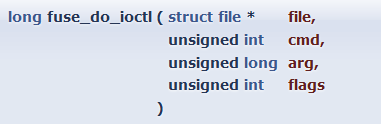 long fuse_do_ioctl ( struct file * file,
unsigned int cmd,
unsigned long arg,
unsigned int flags
)